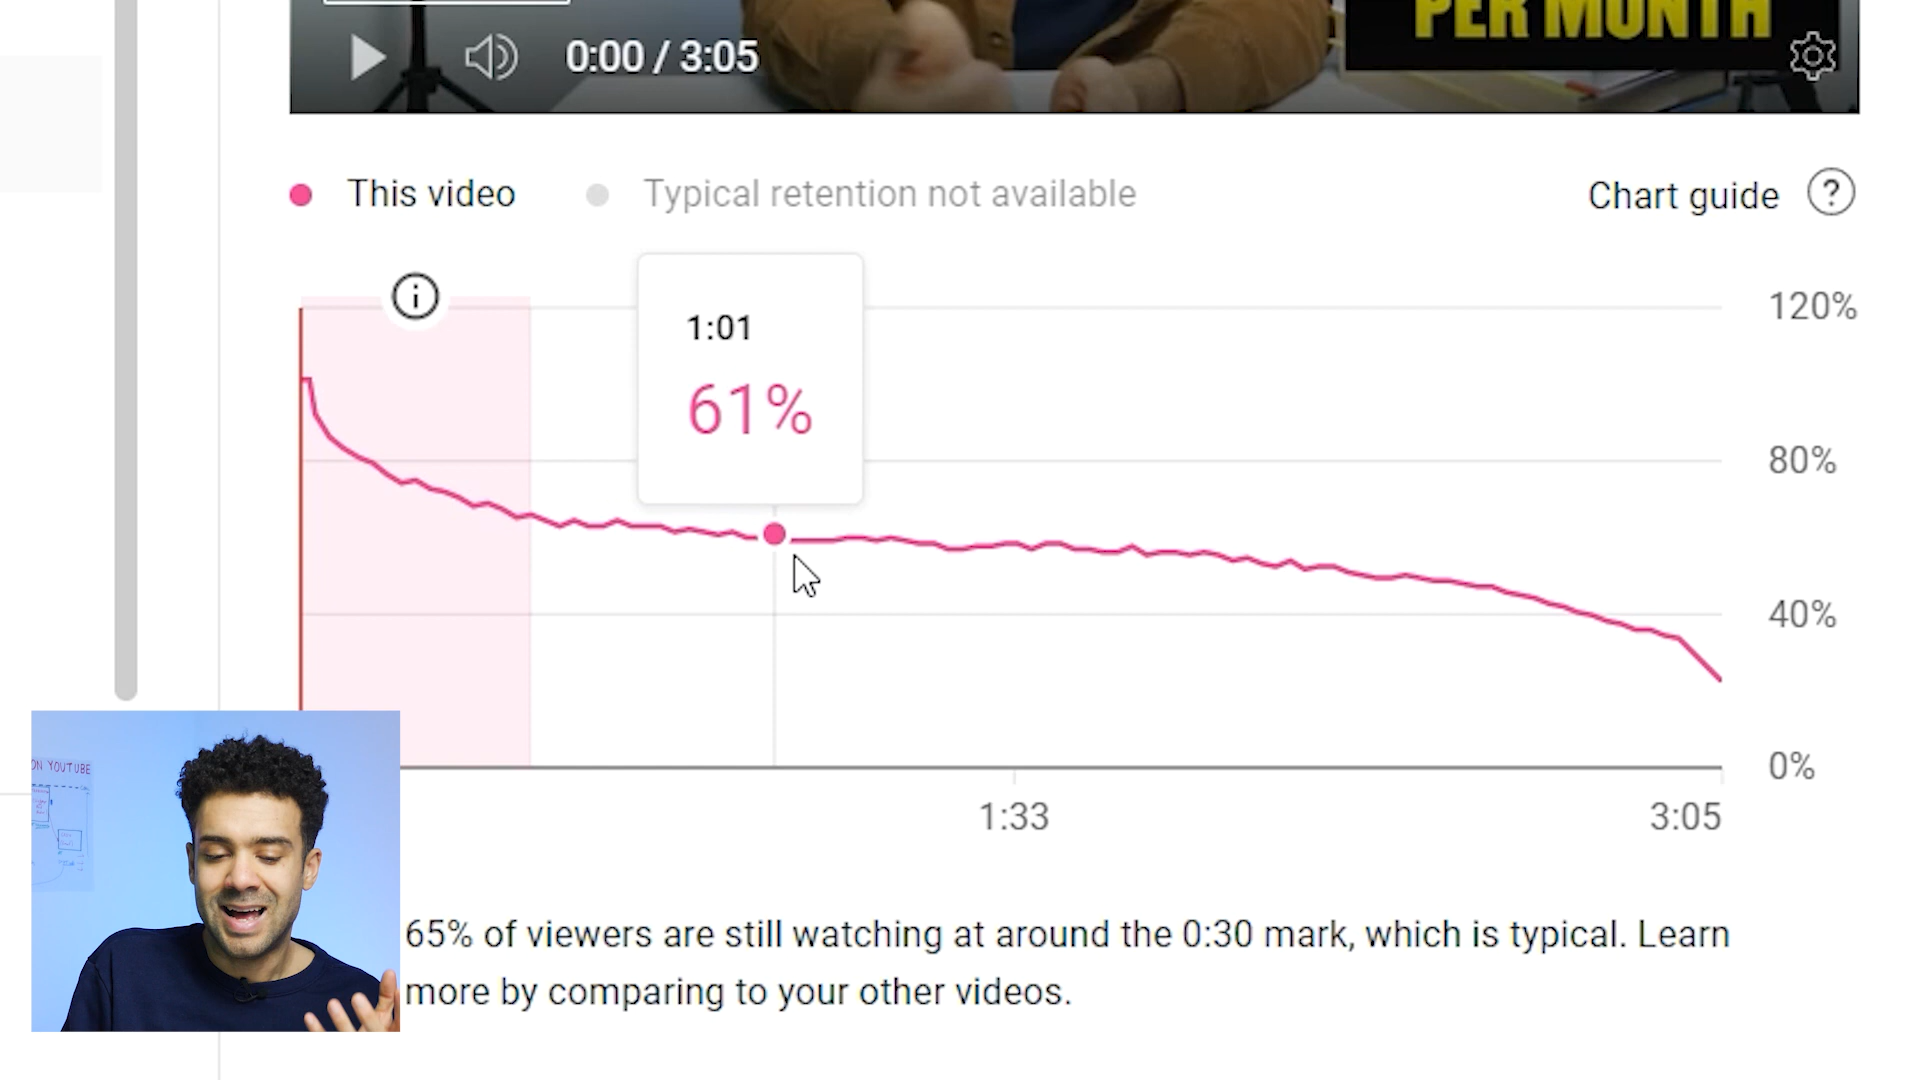 PER MONTH
0:00 / 3:05
This video
Typical retention not available
Chart guide
?
i
1:01
61%
120%
80%
40%
0%
1:33
3:05
ON YOUTUBE
65% of viewers are still watching at around the 0:30 mark, which is typical. Learn
more by comparing to your other videos.